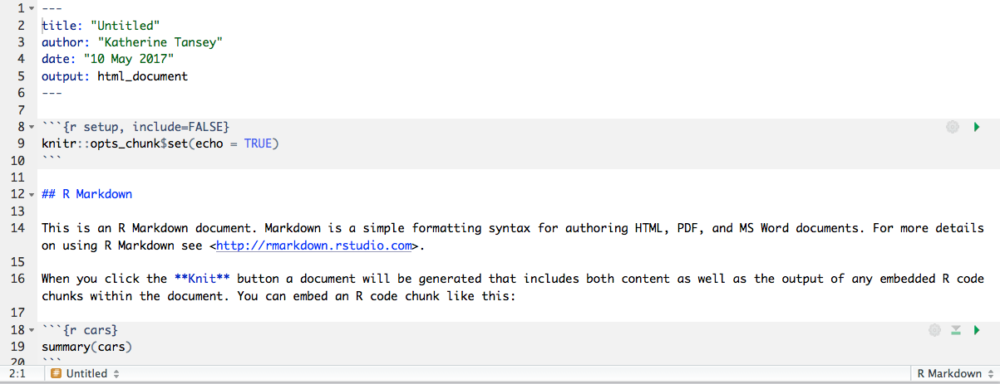 1 ---
2 title: "Untitled"
3 author: "Katherine Tansey"
4 date: "10 May 2017"
5 output: html_document
6 ---
7
8 ```{r setup, include=FALSE}
9 knitr::opts_chunk$set(echo = TRUE)
10 ```
11
12 ## R Markdown
13
14 This is an R Markdown document. Markdown is a simple formatting syntax for authoring HTML, PDF, and MS Word documents. For more details
on using R Markdown see <http://rmarkdown.rstudio.com>.
15
16 When you click the **Knit** button a document will be generated that includes both content as well as the output of any embedded R code
chunks within the document. You can embed an R code chunk like this:
17
18 ```{r cars}
19 summary(cars)
20 ```
2:1 # Untitled R Markdown